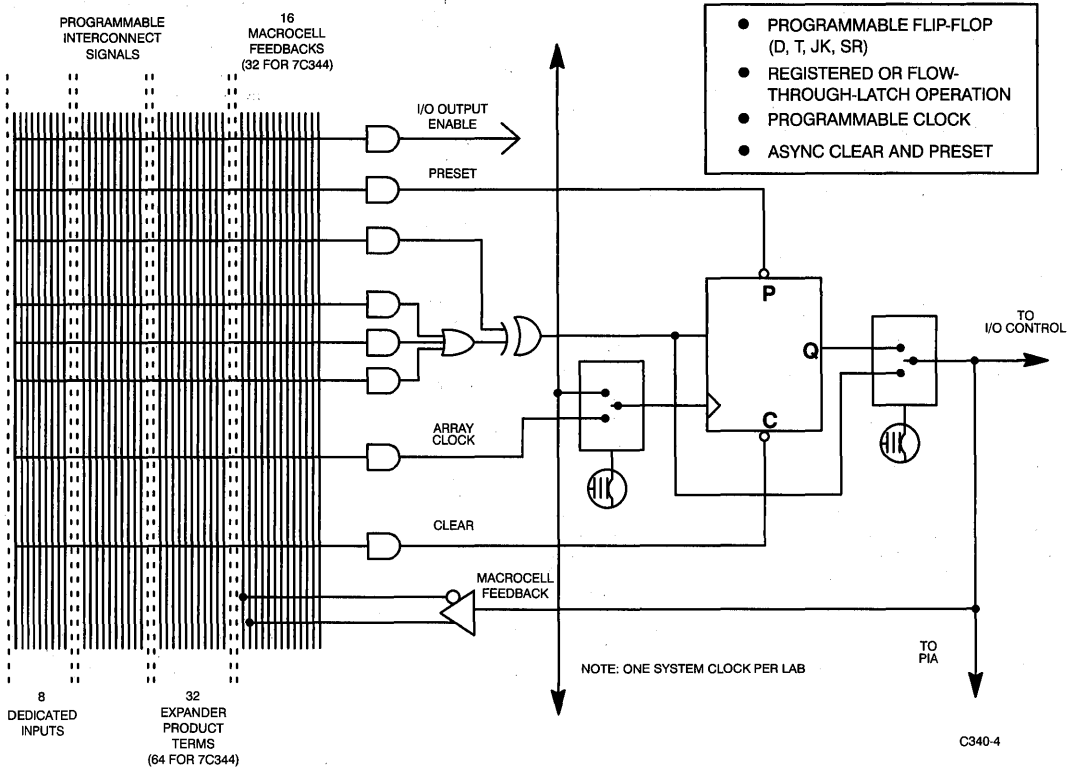 PROGRAMMABLE
INTERCONNECT
SIGNALS
16
MACROCELL
FEEDBACKS
(32 FOR 7C344)
● PROGRAMMABLE FLIP-FLOP
(D, T, JK, SR)
● REGISTERED OR FLOW-
THROUGH-LATCH OPERATION
● PROGRAMMABLE CLOCK
● ASYNC CLEAR AND PRESET
I/O OUTPUT
ENABLE
PRESET
P
Q
C
TO
I/O CONTROL
ARRAY
CLOCK
CLEAR
MACROCELL
FEEDBACK
NOTE: ONE SYSTEM CLOCK PER LAB
TO
PIA
8
DEDICATED
INPUTS
32
EXPANDER
PRODUCT
TERMS
(64 FOR 7C344)
C340-4